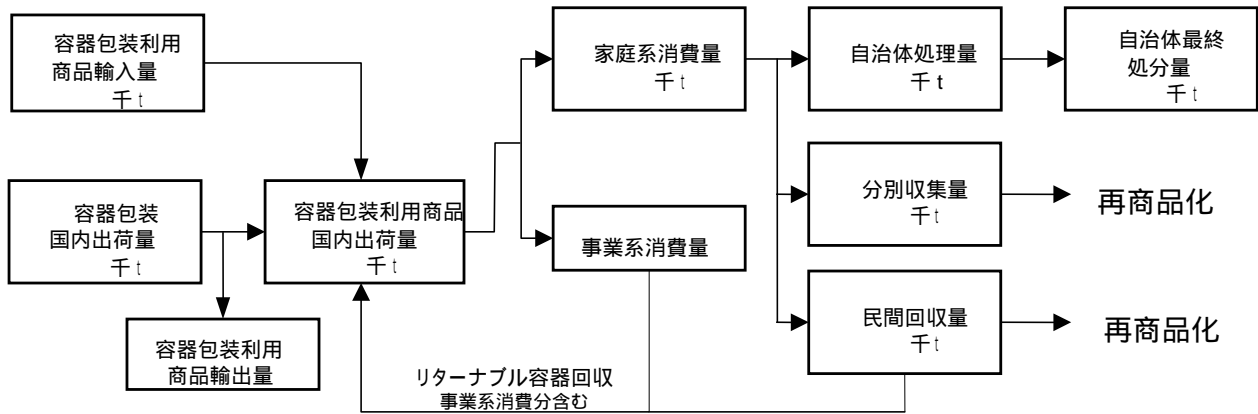 容器包装利用
商品輸入量
千t
家庭系消費量
千t
自治体処理量
千t
自治体最終
処分量
千t
容器包装
国内出荷量
千t
容器包装利用商品
国内出荷量
千t
事業系消費量
分別収集量
千t
再商品化
容器包装利用
商品輸出量
民間回収量
千t
再商品化
リターナブル容器回収
事業系消費分含む